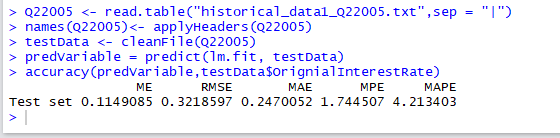 > Q22005 <- read.table("historical_data1_Q22005.txt",sep = "|")
> names(Q22005)<- applyHeaders(Q22005)
> testData <- cleanFile(Q22005)
> predVariable = predict(lm.fit, testData)
> accuracy(predVariable,testData$OrignialInterestRate)
ME RMSE MAE MPE MAPE
Test set 0.1149085 0.3218597 0.2470052 1.744507 4.213403
>